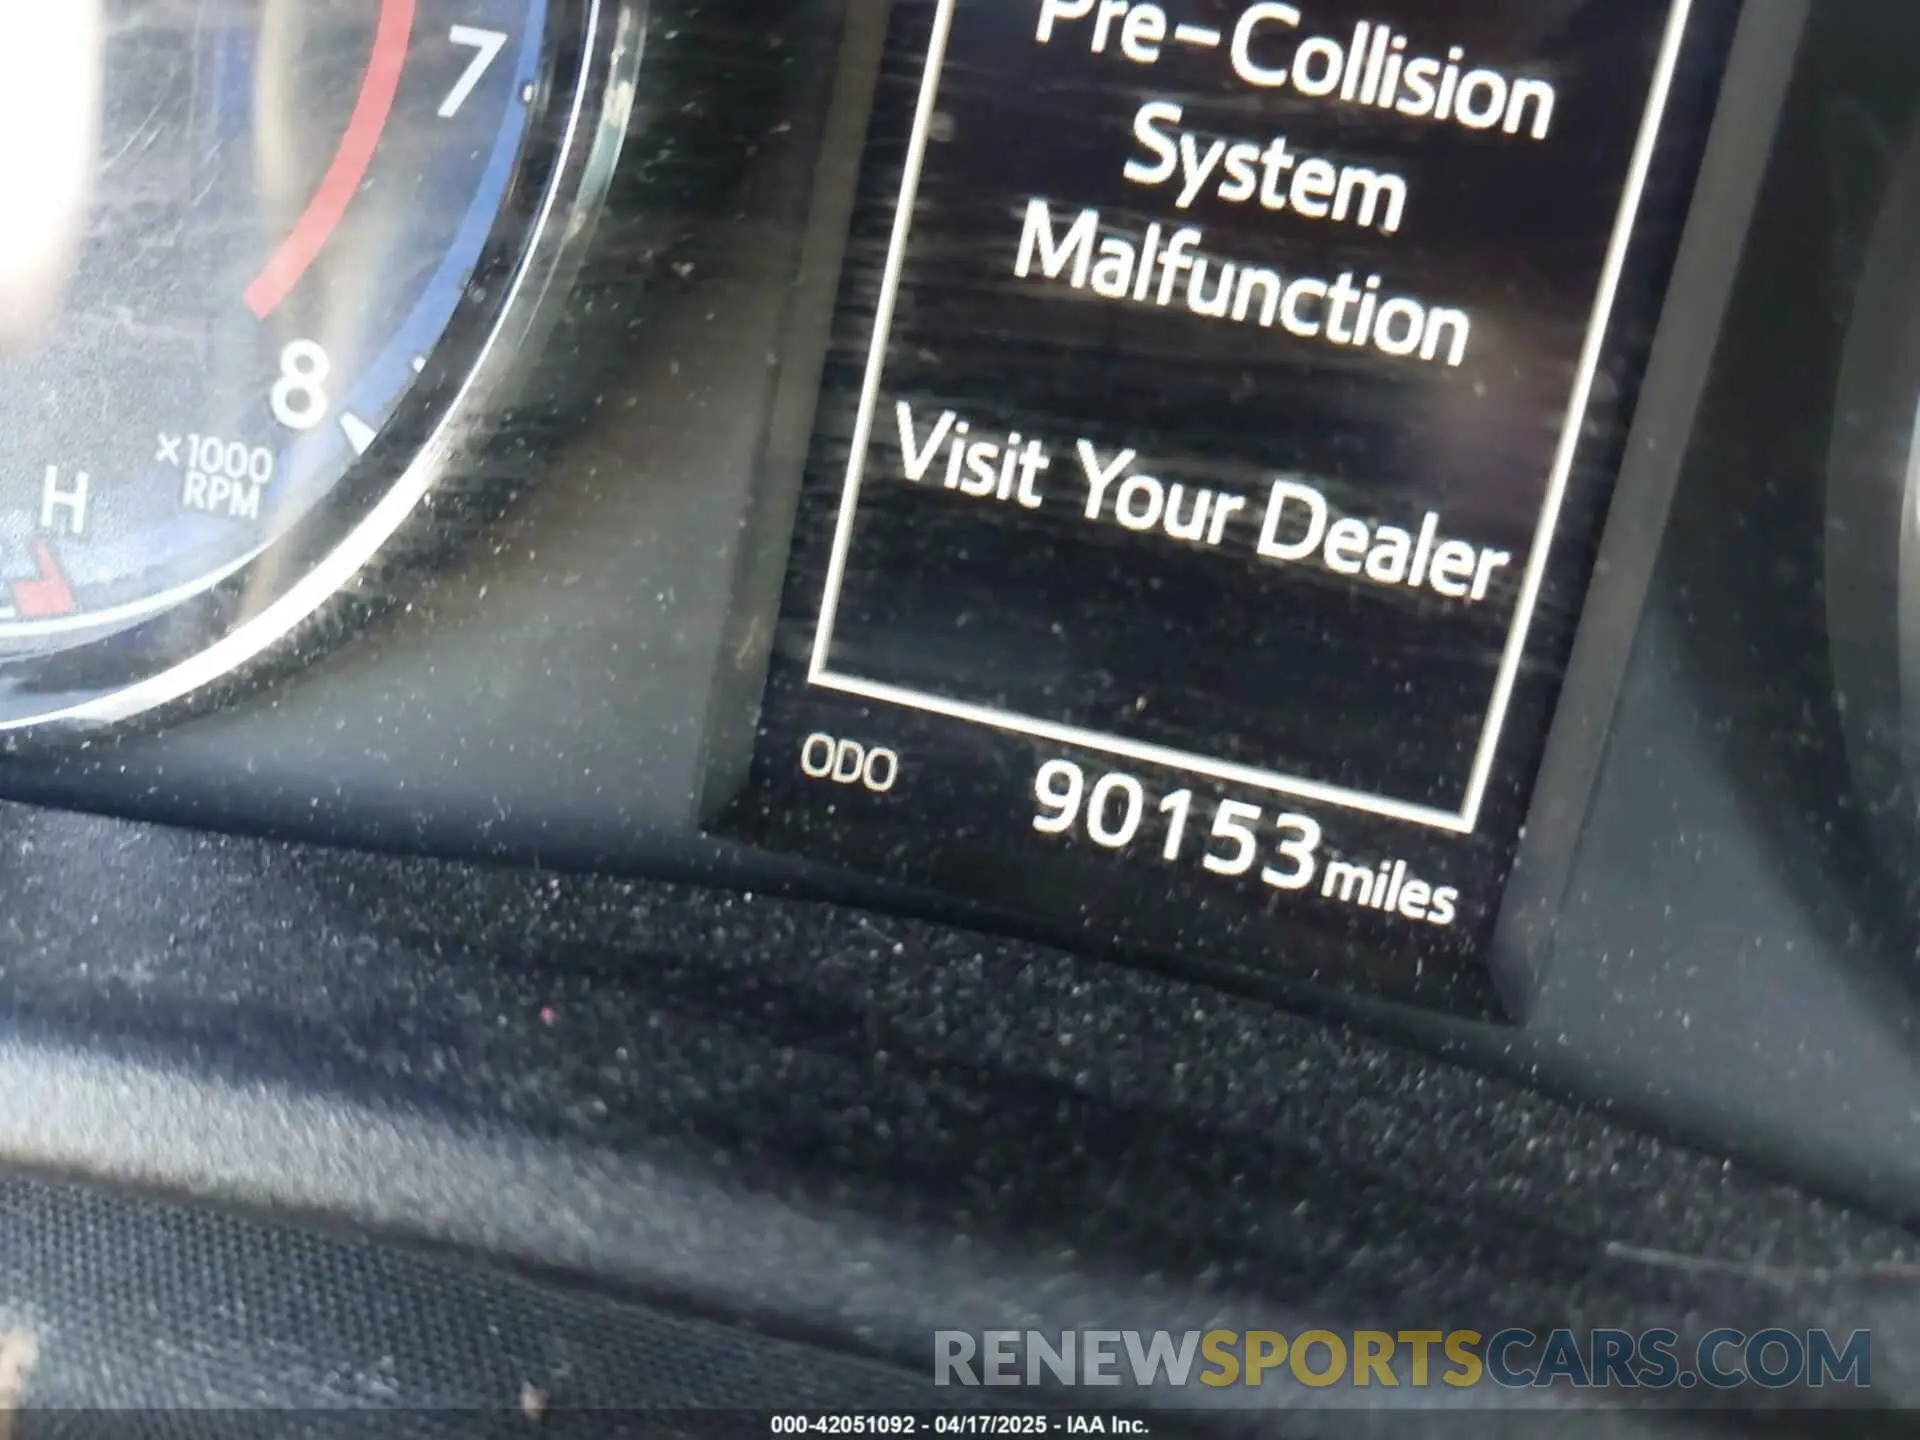 7
8
x1000
RPM
H
Pre-Collision
System
Malfunction
Visit Your Dealer
ODO 90153 miles
RENEWSPORTSCARS.COM
000-42051092 - 04/17/2025 - IAA Inc.